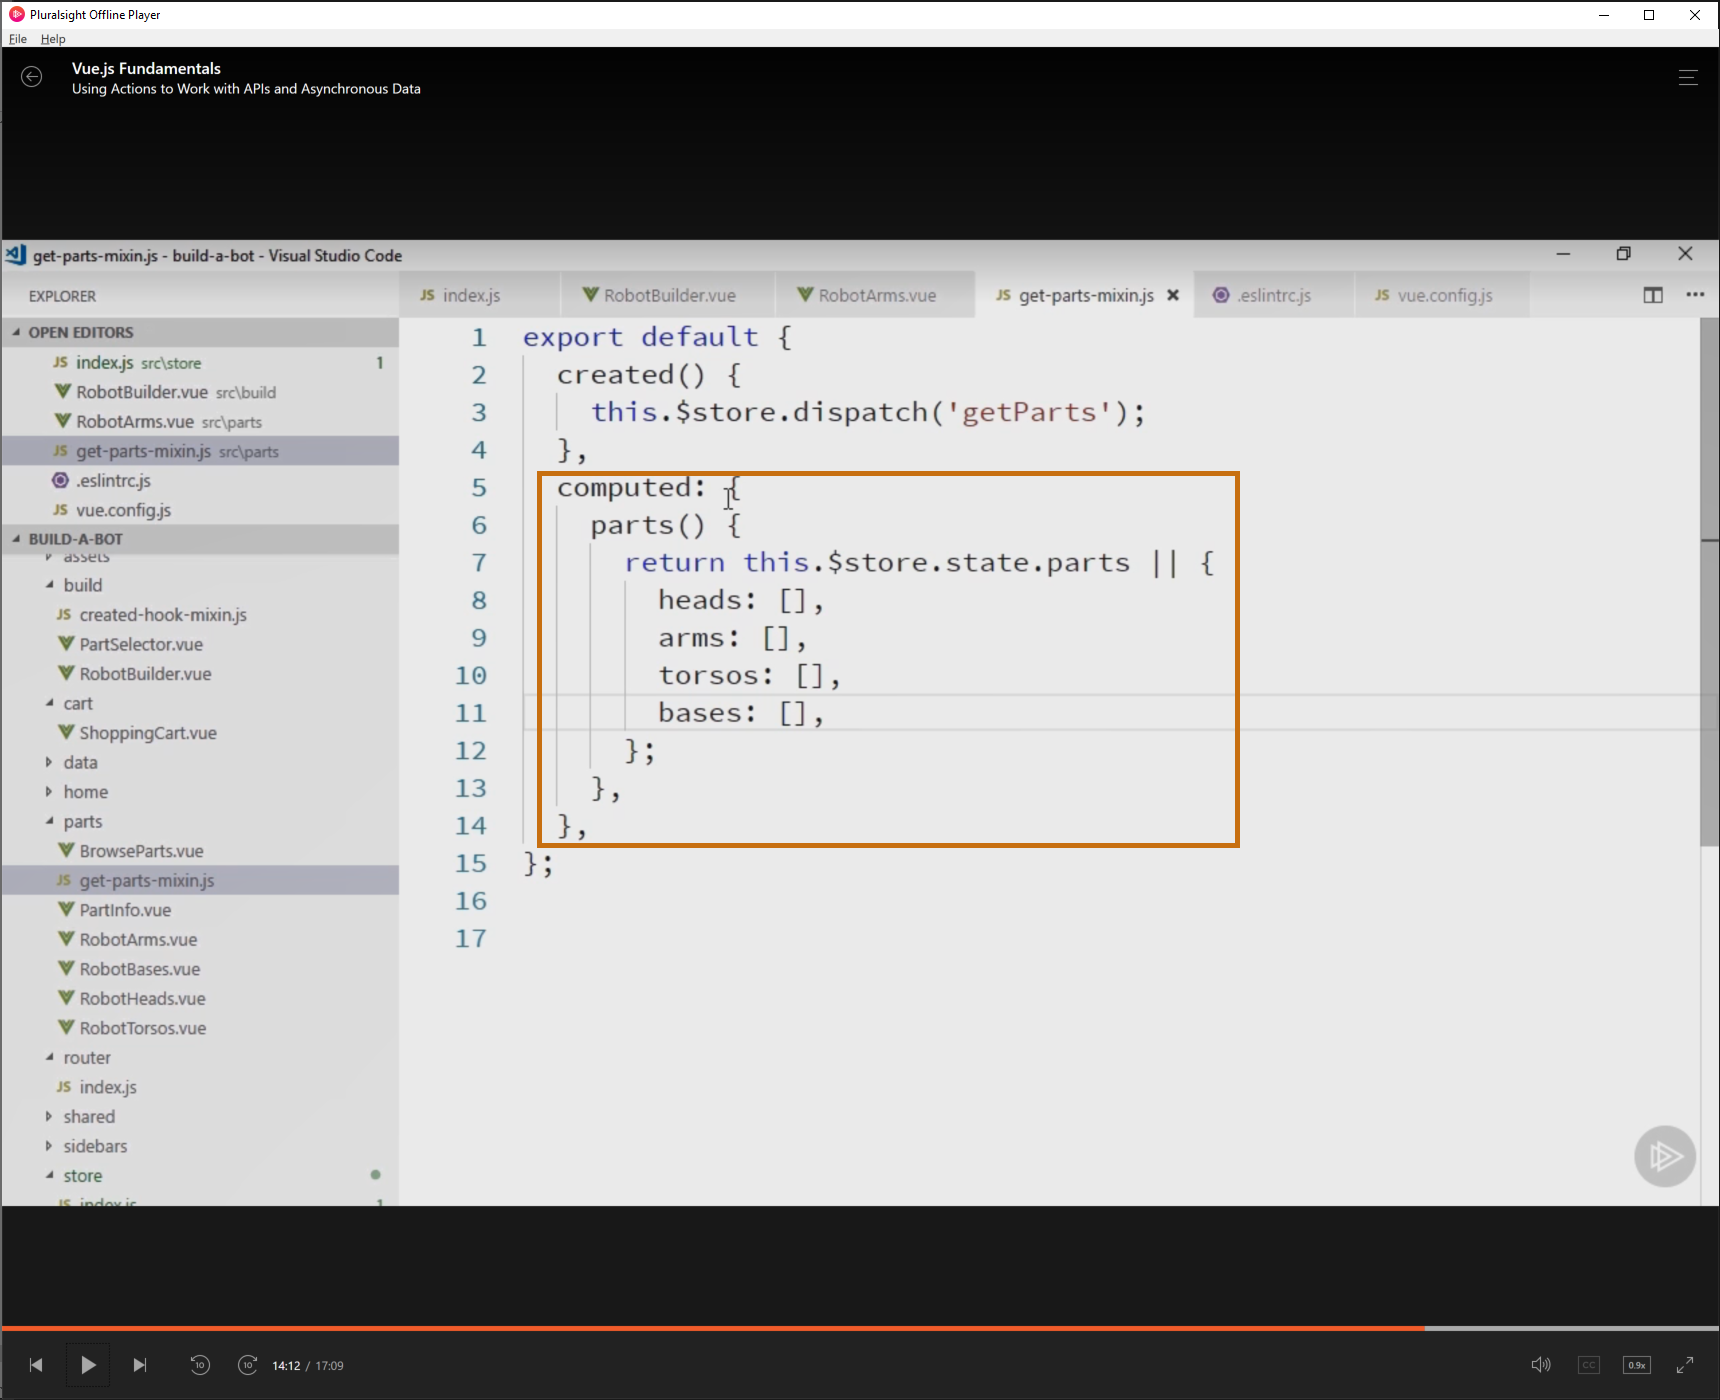 Pluralsight Offline Player
File Help
Vue.js Fundamentals
Using Actions to Work with APIs and Asynchronous Data
get-parts-mixin.js - build-a-bot - Visual Studio Code
EXPLORER
JS index.js RobotBuilder.vue RobotArms.vue JS get-parts-mixin.js .eslintrc.js JS vue.config.js
OPEN EDITORS
JS index.js src\store 1
RobotBuilder.vue src\build
RobotArms.vue src\parts
JS get-parts-mixin.js src\parts
.eslintrc.js
JS vue.config.js
BUILD-A-BOT
assets
build
JS created-hook-mixin.js
PartSelector.vue
RobotBuilder.vue
cart
ShoppingCart.vue
data
home
parts
BrowseParts.vue
JS get-parts-mixin.js
PartInfo.vue
RobotArms.vue
RobotBases.vue
RobotHeads.vue
RobotTorsos.vue
router
JS index.js
shared
sidebars
store
JS index.js 1
1 export default {
2 created() {
3 this.$store.dispatch('getParts');
4 },
5 computed: {
6 parts() {
7 return this.$store.state.parts || {
8 heads: [],
9 arms: [],
10 torsos: [],
11 bases: [],
12 };
13 },
14 },
15 };
16
17
10 10 14:12 / 17:09 CC 0.9x